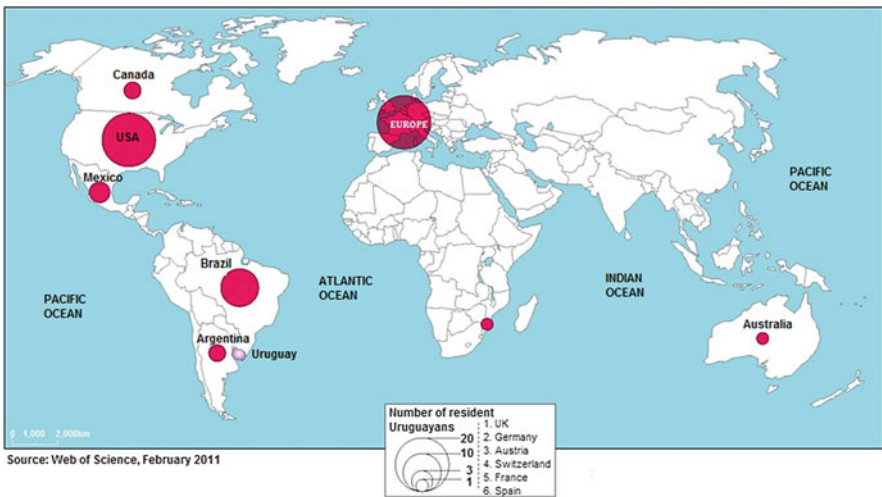 Canada
USA
EUROPE
Mexico
PACIFIC
OCEAN
Brazil
ATLANTIC
OCEAN
INDIAN
OCEAN
PACIFIC
OCEAN
Argentina
Uruguay
Australia
0 1,000 2,000km
Number of resident
Uruguayans
20
10
3
1
1. UK
2. Germany
3. Austria
4. Switzerland
5. France
6. Spain
Source: Web of Science, February 2011